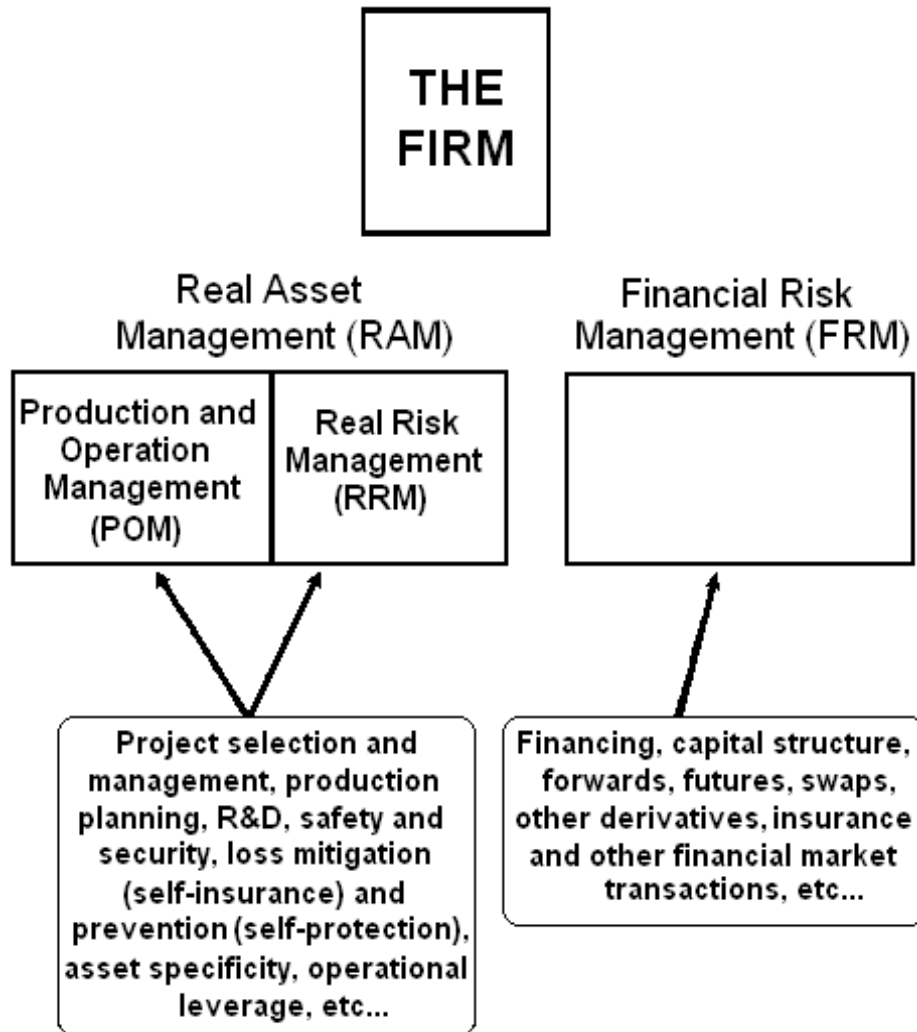 THE
FIRM
Real Asset
Management (RAM)
Financial Risk
Management (FRM)
Production and
Operation
Management
(POM)
Real Risk
Management
(RRM)
Project selection and
management, production
planning, R&D, safety and
security, loss mitigation
(self-insurance) and
prevention (self-protection),
asset specificity, operational
leverage, etc...
Financing, capital structure,
forwards, futures, swaps,
other derivatives, insurance
and other financial market
transactions, etc...